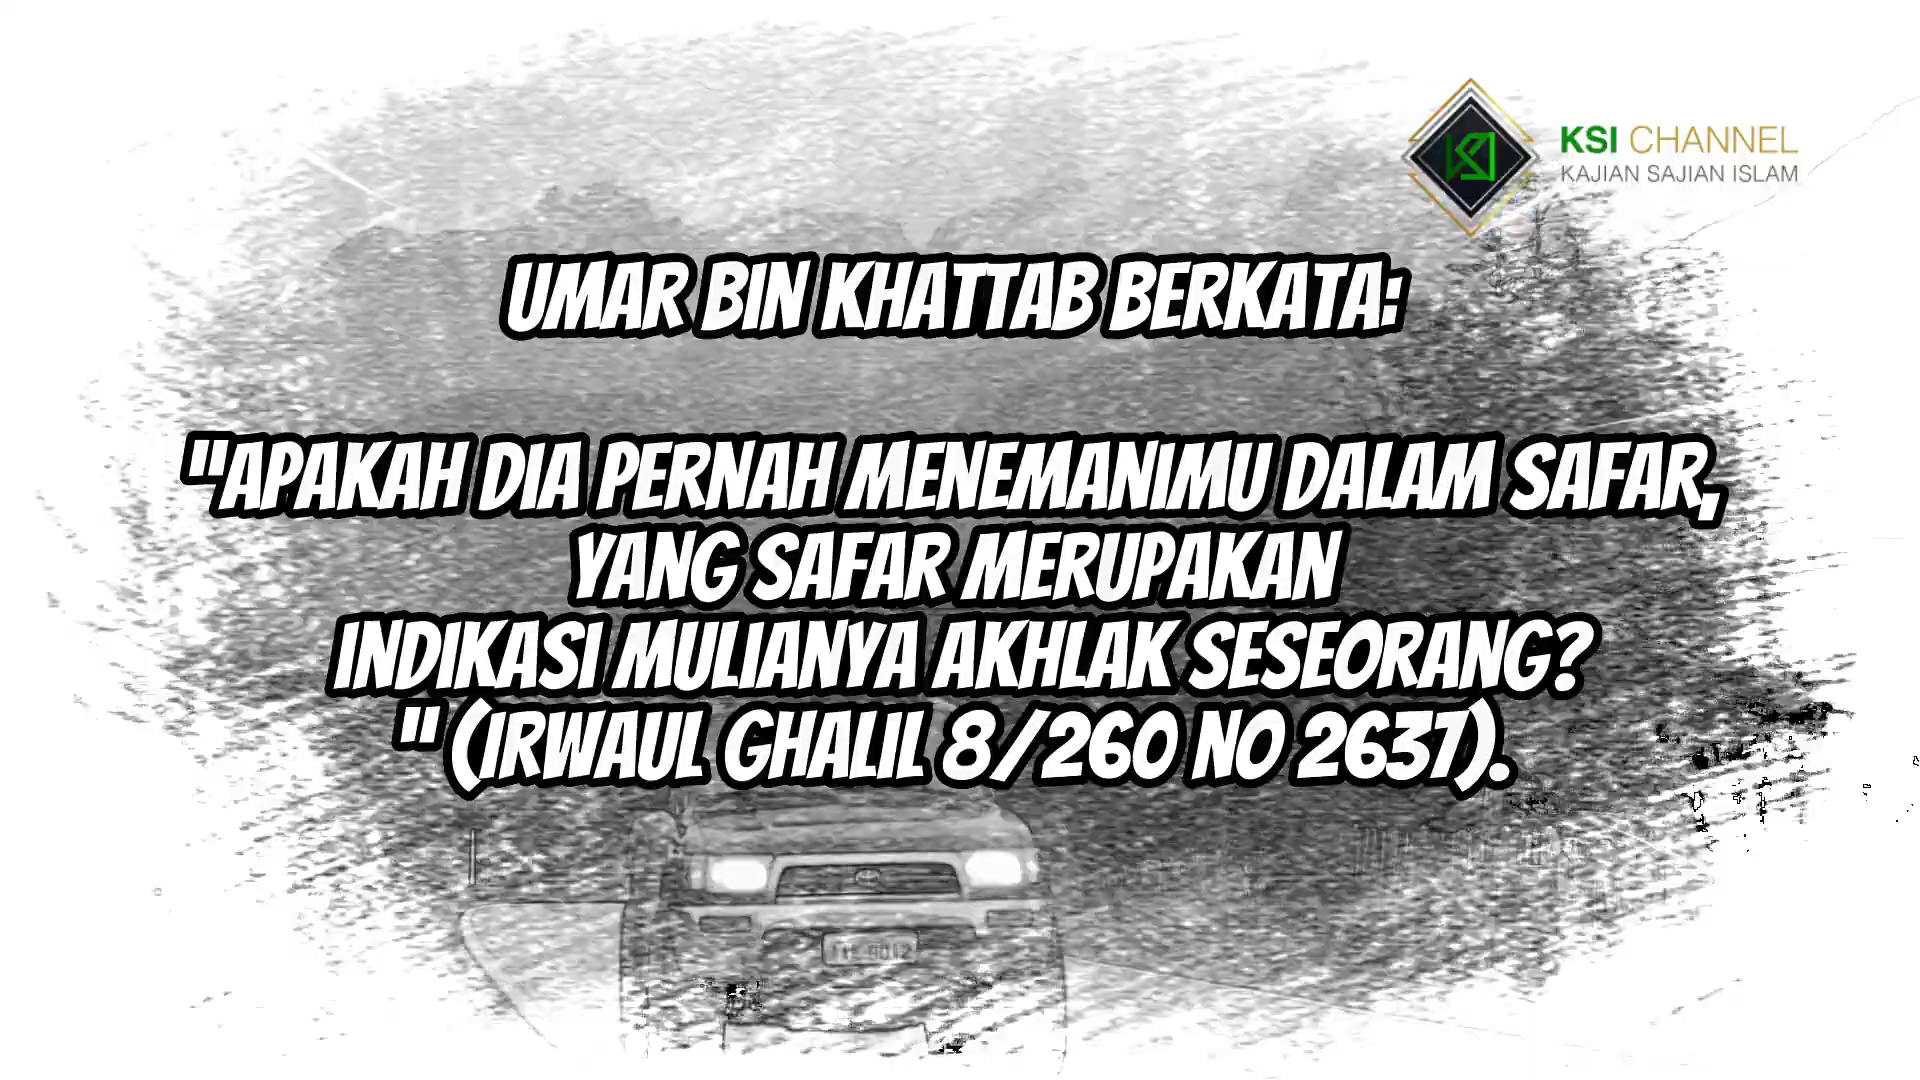 KSI CHANNEL
KAJIAN SAJIAN ISLAM
UMAR BIN KHATTAB BERKATA:
"APAKAH DIA PERNAH MENEMANIMU DALAM SAFAR,
YANG SAFAR MERUPAKAN
INDIKASI MULIANYA AKHLAK SESEORANG?
" (IRWAUL GHALIL 8/260 NO 2637).